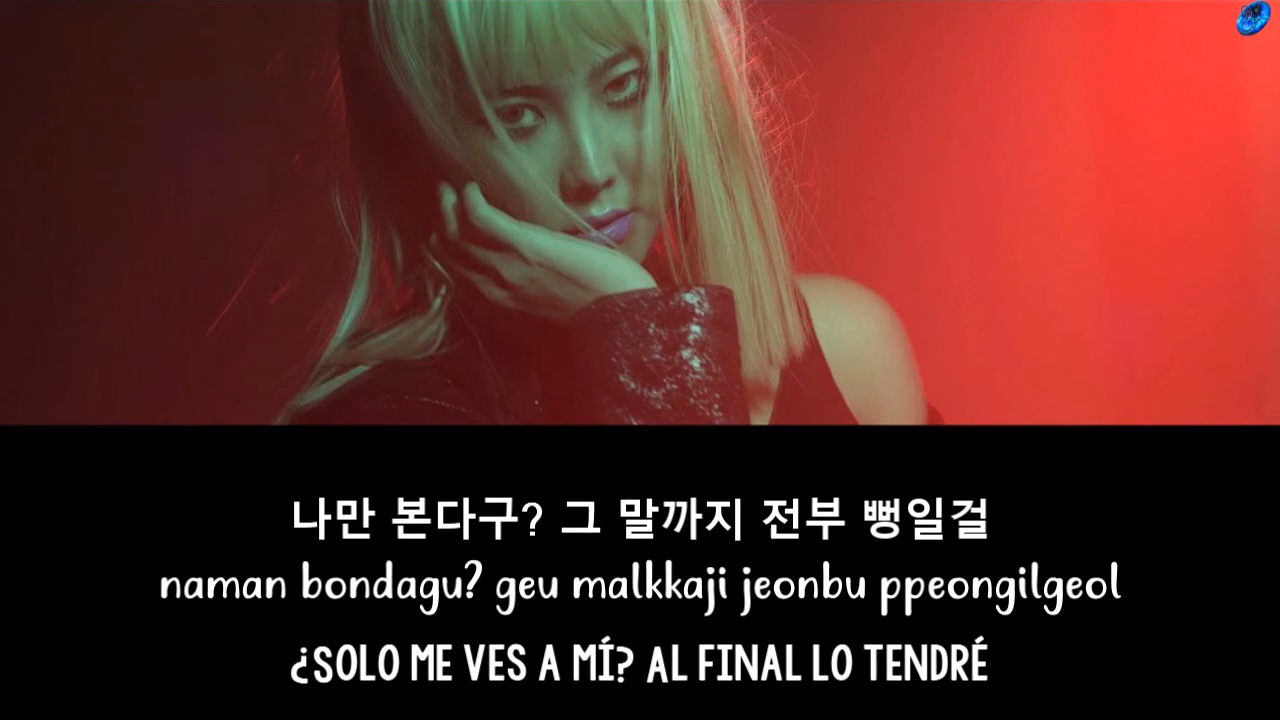 나만 본다구? 그 말까지 전부 뻥일걸
naman bondagu? geu malkkaji jeonbu ppeongilgeol
¿SOLO ME VES A MÍ? AL FINAL LO TENDRÉ